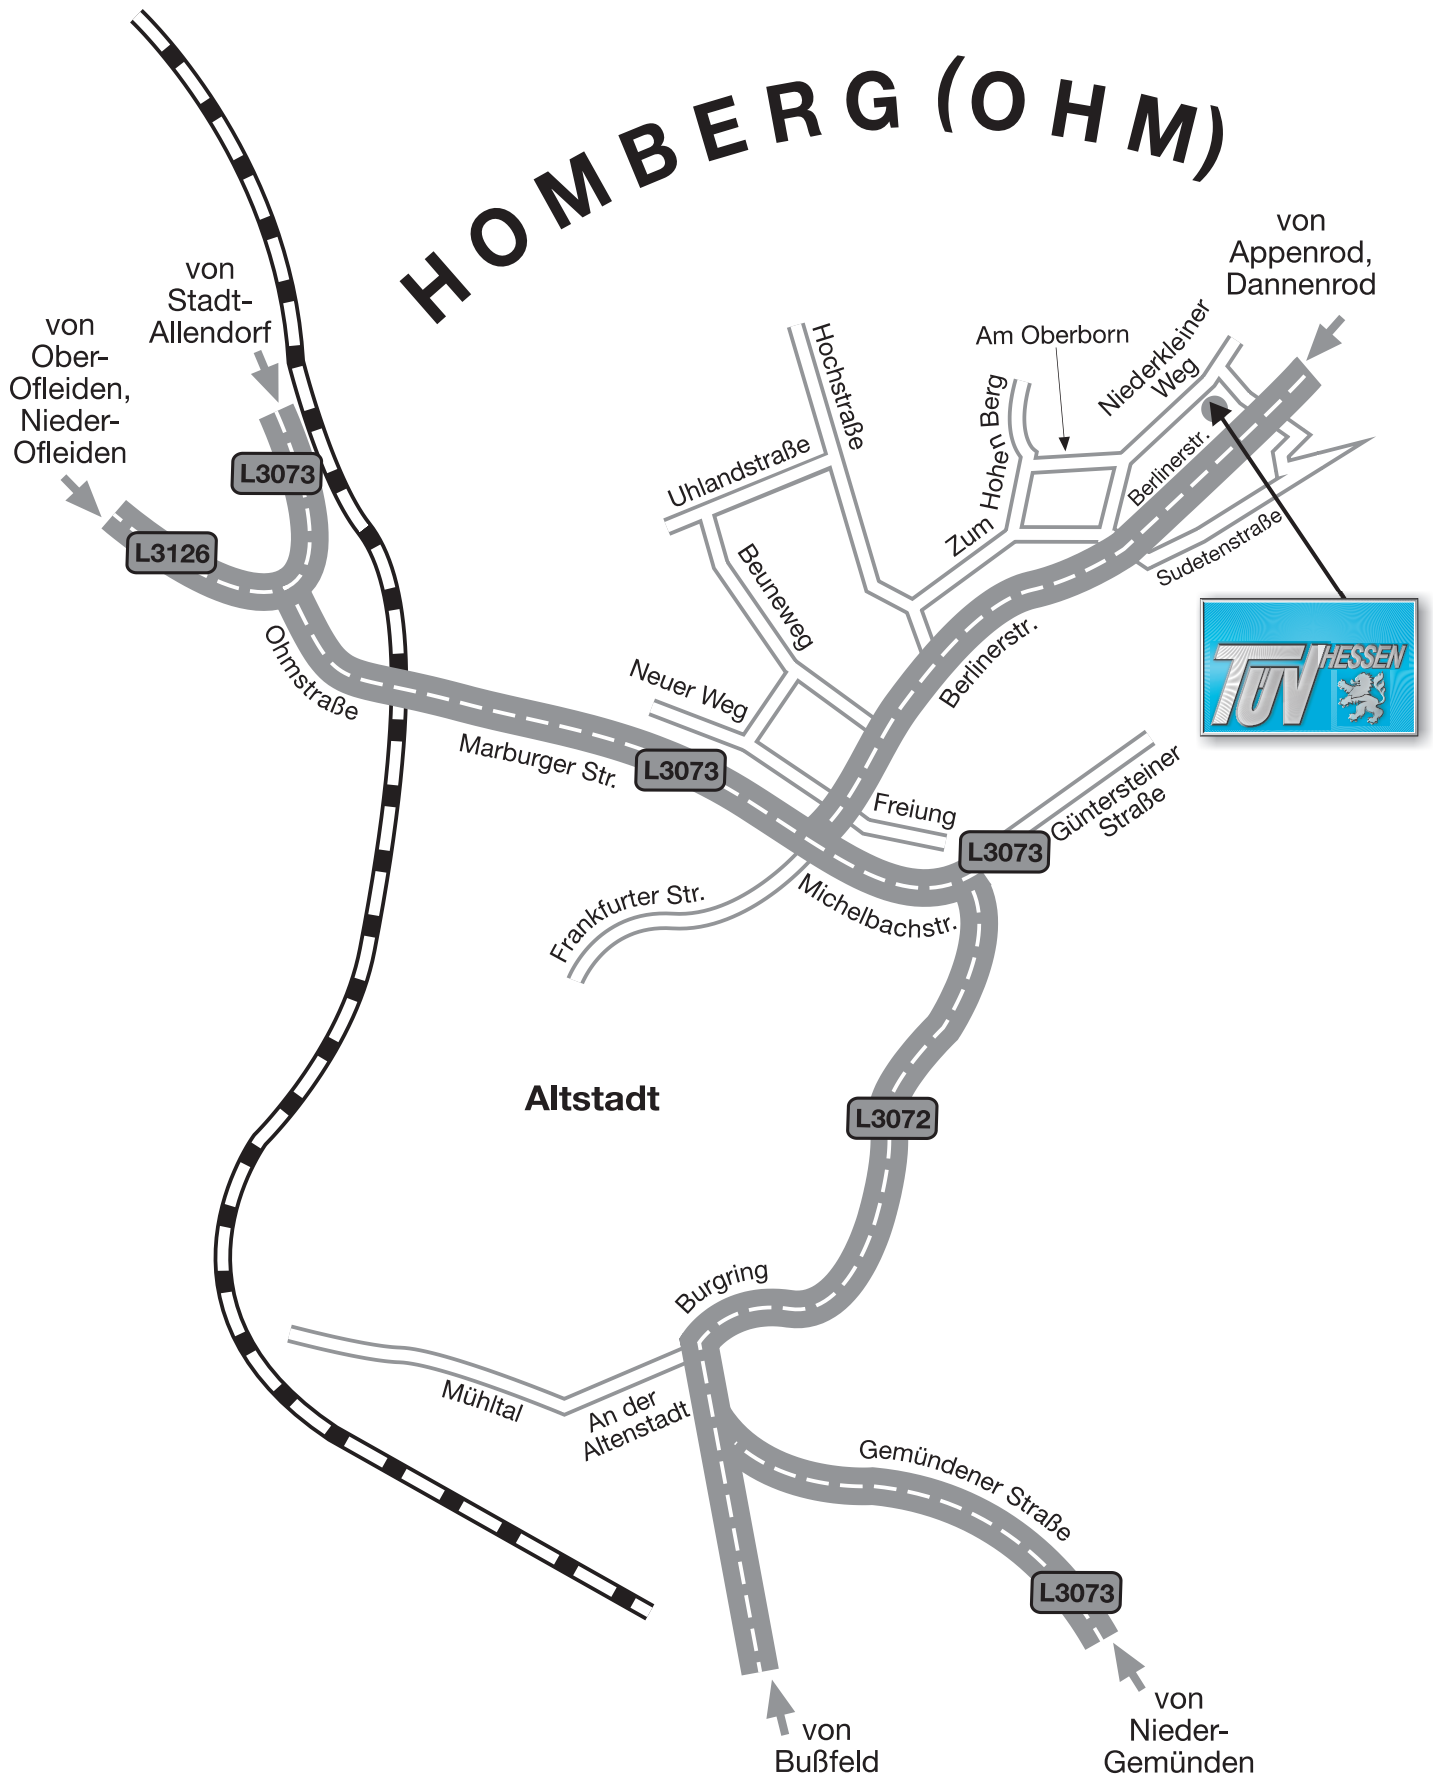 HOMBERG (OHM)
von
Appenrod,
Dannenrod
von
Stadt-
Allendorf
von
Ober-
Ofleiden,
Nieder-
Ofleiden
L3073
L3126
Hochstraße
Am Oberborn
Niederkleiner
Weg
Zum Hohen Berg
Uhlandstraße
Berlinerstr.
Sudetenstraße
Beuneweg
TÜV HESSEN
Ohmstraße
Neuer Weg
Berlinerstr.
Marburger Str.
L3073
Freiung
L3073
Güntersteiner
Straße
Frankfurter Str.
Michelbachstr.
Altstadt
L3072
Burgring
Mühltal
An der
Altenstadt
Gemündener Straße
L3073
von
Nieder-
Gemünden
von
Bußfeld